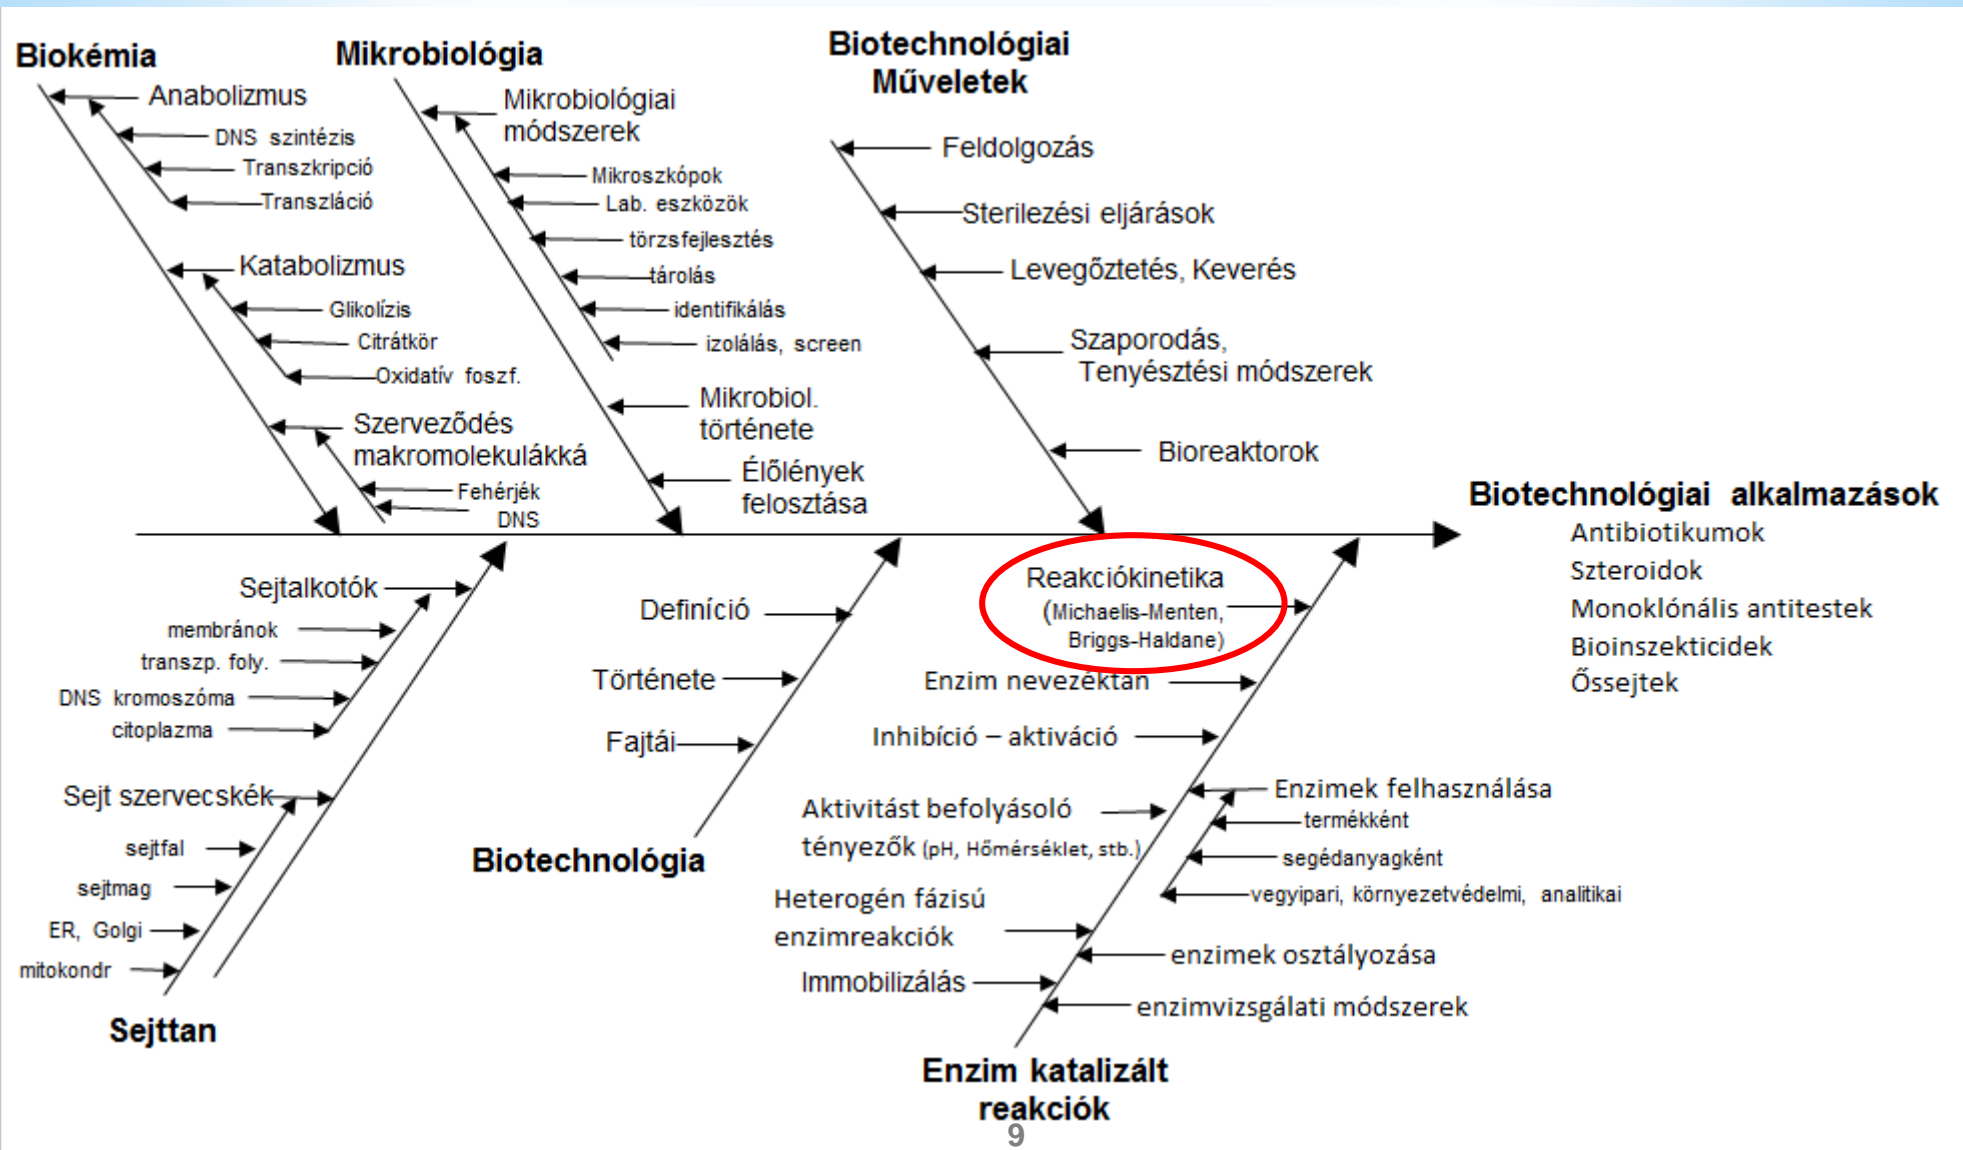 Biokémia
Anabolizmus
DNS szintézis
Transzkripció
Transzláció
Katabolizmus
Glikolízis
Citrátkör
Oxidatív foszf.
Szerveződés
makromolekulákká
Fehérjék
DNS
Mikrobiológia
Mikrobiológiai
módszerek
Mikroszkópok
Lab. eszközök
törzsfejlesztés
tárolás
identifikálás
izolálás, screen
Mikrobiol.
története
Élőlények
felosztása
Biotechnológiai
Műveletek
Feldolgozás
Sterilezési eljárások
Levegőztetés, Keverés
Szaporodás,
Tenyésztési módszerek
Bioreaktorok
Biotechnológiai alkalmazások
Antibiotikumok
Szteroidok
Monoklónális antitestek
Bioinszekticidek
Őssejtek
Sejtalkotók
membránok
transzp. foly.
DNS kromoszóma
citoplazma
Sejt szervecskék
sejtfal
sejtmag
ER, Golgi
mitokondr
Sejttan
Definíció
Története
Fajtái
Biotechnológia
Reakciókinetika
(Michaelis-Menten,
Briggs-Haldane)
Enzim nevezéktan
Inhibíció – aktiváció
Aktivitást befolyásoló
tényezők (pH, Hőmérséklet, stb.)
Heterogén fázisú
enzimreakciók
Immobilizálás
Enzimek felhasználása
termékként
segédanyagként
vegyipari, környezetvédelmi, analitikai
enzimek osztályozása
enzimvizsgálati módszerek
Enzim katalizált
reakciók
9